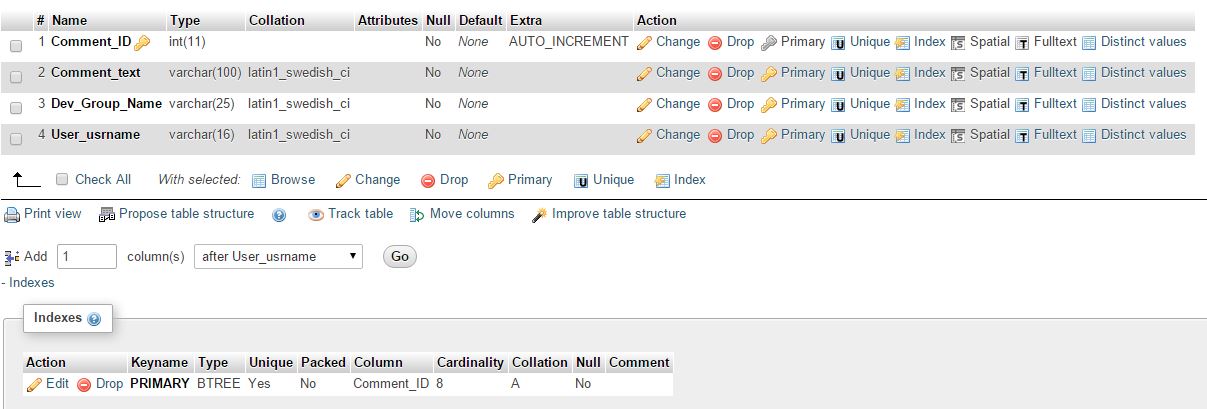 # Name Type Collation Attributes Null Default Extra Action
1 Comment_ID int(11) No None AUTO_INCREMENT Change Drop Primary Unique Index Spatial Fulltext Distinct values
2 Comment_text varchar(100) latin1_swedish_ci No None Change Drop Primary Unique Index Spatial Fulltext Distinct values
3 Dev_Group_Name varchar(25) latin1_swedish_ci No None Change Drop Primary Unique Index Spatial Fulltext Distinct values
4 User_usrname varchar(16) latin1_swedish_ci No None Change Drop Primary Unique Index Spatial Fulltext Distinct values
Check All With selected: Browse Change Drop Primary Unique Index
Print view Propose table structure Track table Move columns Improve table structure
Add 1 column(s) after User_usrname Go
- Indexes
Indexes
Action Keyname Type Unique Packed Column Cardinality Collation Null Comment
Edit Drop PRIMARY BTREE Yes No Comment_ID 8 A No